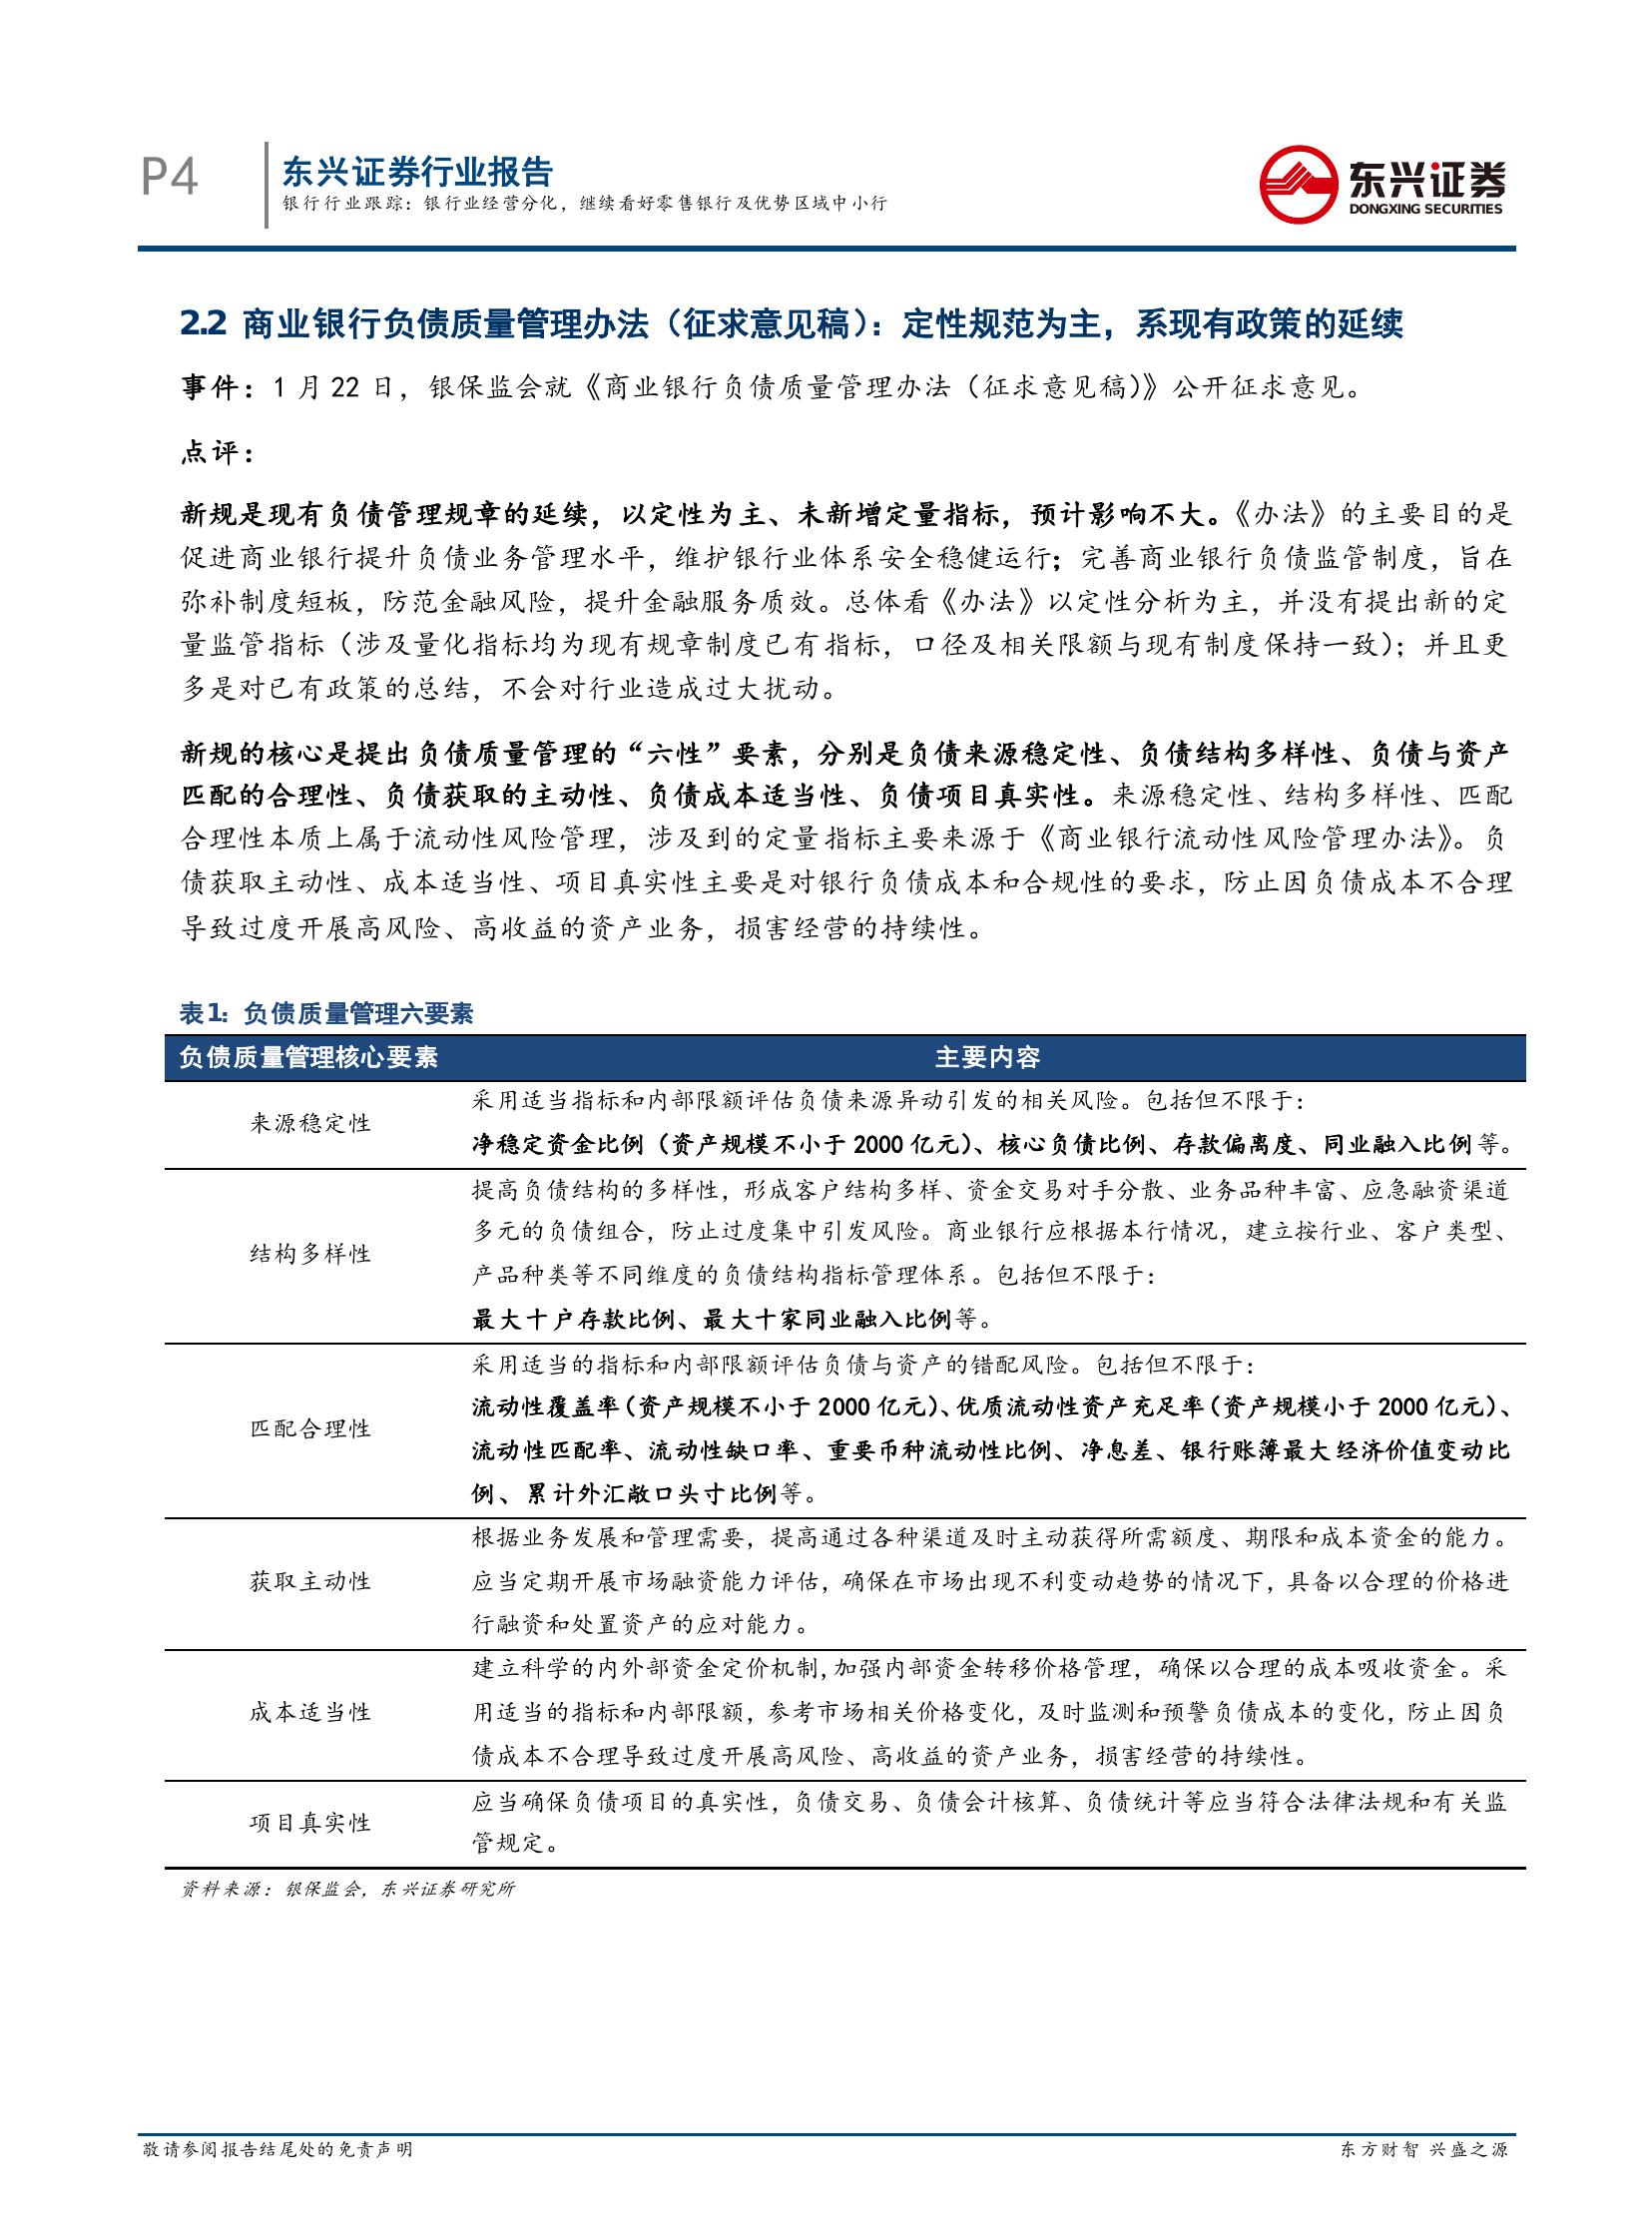 P4
东兴证券行业报告
银行行业跟踪：银行业经营分化，继续看好零售银行及优势区域中小行
东兴证券
DONGXING SECURITIES
2.2 商业银行负债质量管理办法（征求意见稿）：定性规范为主，系现有政策的延续
事件：1 月 22 日，银保监会就《商业银行负债质量管理办法（征求意见稿）》公开征求意见。
点评：
新规是现有负债管理规章的延续，以定性为主、未新增定量指标，预计影响不大。《办法》的主要目的是
促进商业银行提升负债业务管理水平，维护银行业体系安全稳健运行；完善商业银行负债监管制度，旨在
弥补制度短板，防范金融风险，提升金融服务质效。总体看《办法》以定性分析为主，并没有提出新的定
量监管指标（涉及量化指标均为现有规章制度已有指标，口径及相关限额与现有制度保持一致）；并且更
多是对已有政策的总结，不会对行业造成过大扰动。
新规的核心是提出负债质量管理的“六性”要素，分别是负债来源稳定性、负债结构多样性、负债与资产
匹配的合理性、负债获取的主动性、负债成本适当性、负债项目真实性。来源稳定性、结构多样性、匹配
合理性本质上属于流动性风险管理，涉及到的定量指标主要来源于《商业银行流动性风险管理办法》。负
债获取主动性、成本适当性、项目真实性主要是对银行负债成本和合规性的要求，防止因负债成本不合理
导致过度开展高风险、高收益的资产业务，损害经营的持续性。
表1: 负债质量管理六要素
负债质量管理核心要素 主要内容
来源稳定性
采用适当指标和内部限额评估负债来源异动引发的相关风险。包括但不限于：
净稳定资金比例（资产规模不小于 2000 亿元）、核心负债比例、存款偏离度、同业融入比例等。
结构多样性
提高负债结构的多样性，形成客户结构多样、资金交易对手分散、业务品种丰富、应急融资渠道
多元的负债组合，防止过度集中引发风险。商业银行应根据本行情况，建立按行业、客户类型、
产品种类等不同维度的负债结构指标管理体系。包括但不限于：
最大十户存款比例、最大十家同业融入比例等。
匹配合理性
采用适当的指标和内部限额评估负债与资产的错配风险。包括但不限于：
流动性覆盖率（资产规模不小于 2000 亿元）、优质流动性资产充足率（资产规模小于 2000 亿元）、
流动性匹配率、流动性缺口率、重要币种流动性比例、净息差、银行账簿最大经济价值变动比
例、累计外汇敞口头寸比例等。
获取主动性
根据业务发展和管理需要，提高通过各种渠道及时主动获得所需额度、期限和成本资金的能力。
应当定期开展市场融资能力评估，确保在市场出现不利变动趋势的情况下，具备以合理的价格进
行融资和处置资产的应对能力。
成本适当性
建立科学的内外部资金定价机制,加强内部资金转移价格管理，确保以合理的成本吸收资金。采
用适当的指标和内部限额，参考市场相关价格变化，及时监测和预警负债成本的变化，防止因负
债成本不合理导致过度开展高风险、高收益的资产业务，损害经营的持续性。
项目真实性
应当确保负债项目的真实性，负债交易、负债会计核算、负债统计等应当符合法律法规和有关监
管规定。
资料来源：银保监会，东兴证券研究所
敬请参阅报告结尾处的免责声明
东方财智 兴盛之源